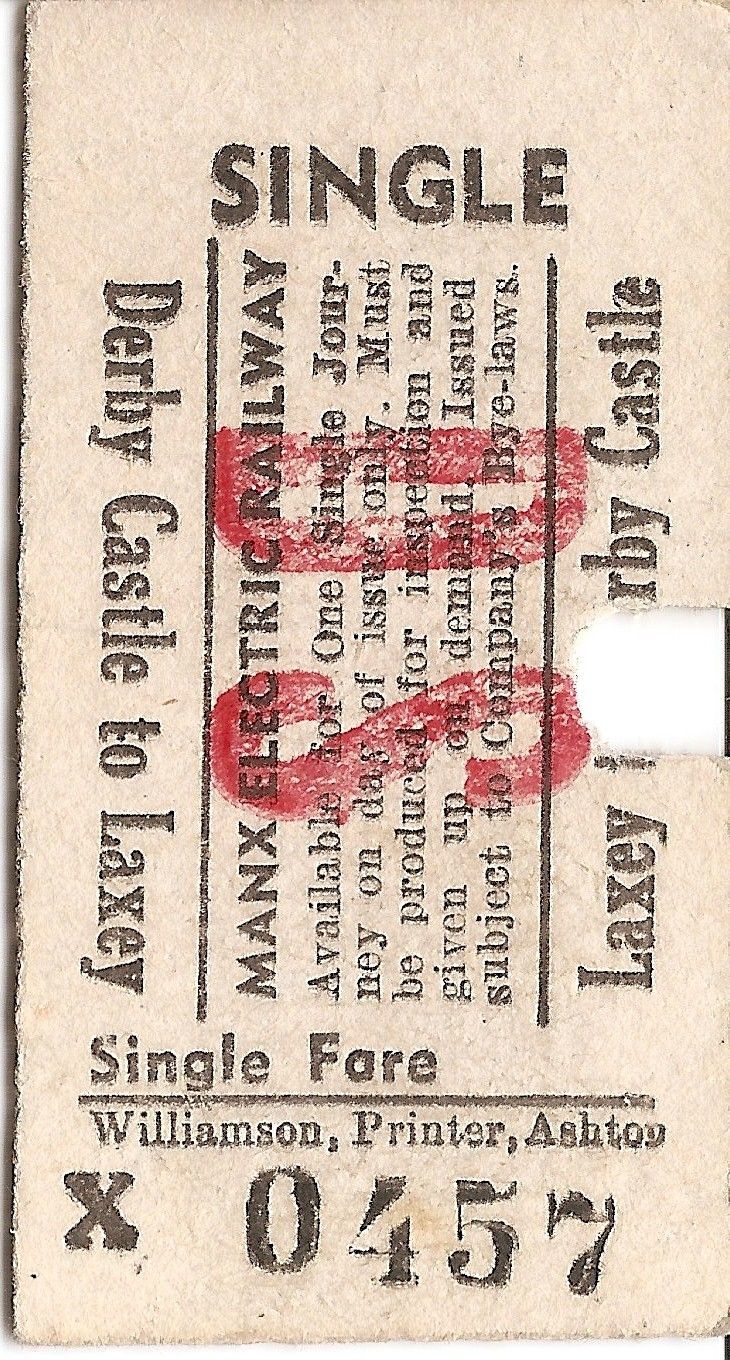 SINGLE
Derby Castle to Laxey
MANX ELECTRIC RAILWAY
Available for One Single Jour-
ney on day of issue only. Must
be produced for inspection and
given up on demand. Issued
subject to Company's Bye-laws.
Laxey rby Castle
S
Single Fare
Williamson, Printer, Ashton
X 0457